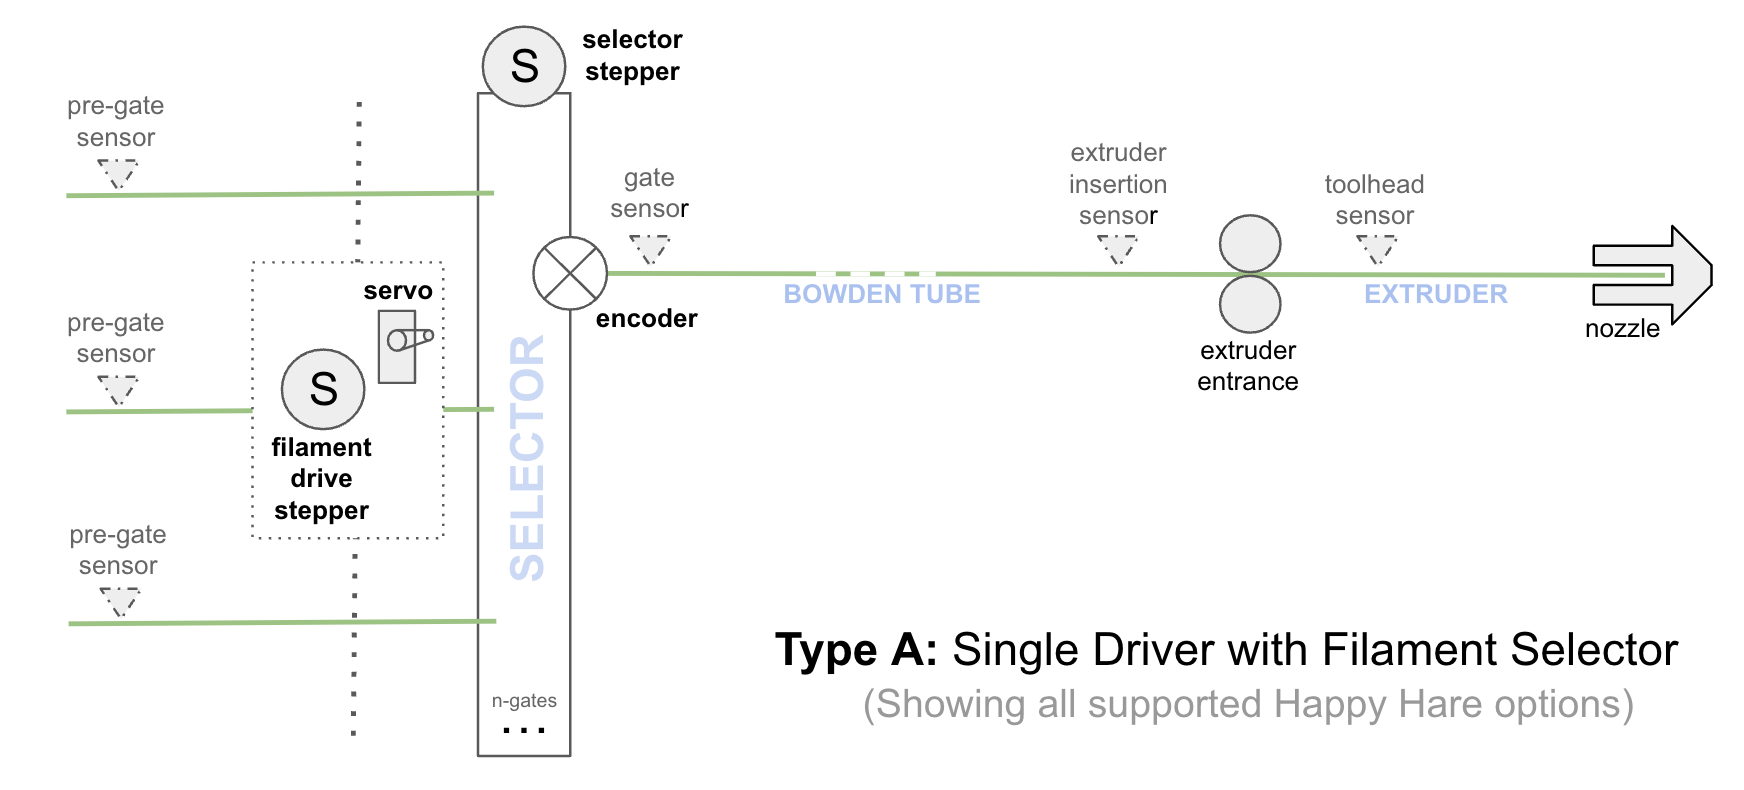 S
selector
stepper
pre-gate
sensor
gate
sensor
extruder
insertion
sensor
toolhead
sensor
servo
BOWDEN TUBE
EXTRUDER
encoder
nozzle
pre-gate
sensor
extruder
entrance
S
SELECTOR
filament
drive
stepper
pre-gate
sensor
Type A: Single Driver with Filament Selector
(Showing all supported Happy Hare options)
n-gates
...